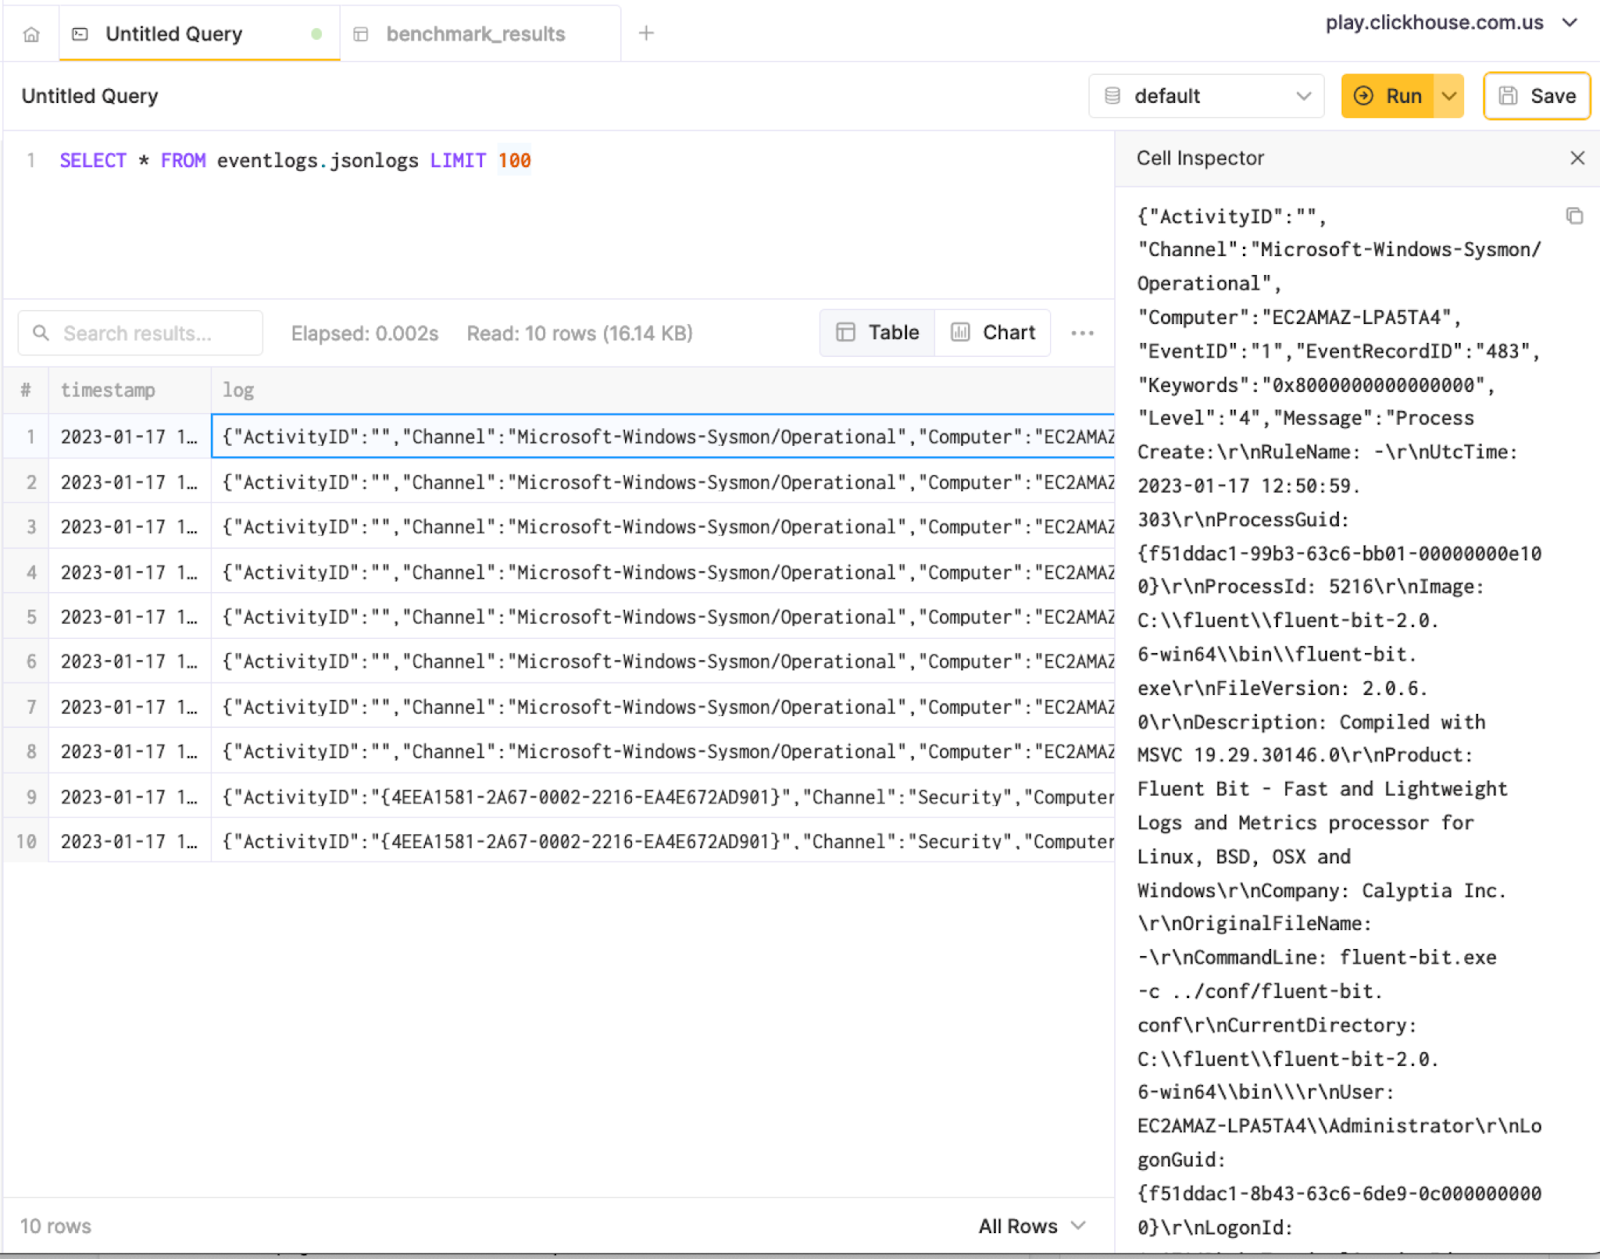 Untitled Query
benchmark_results
play.clickhouse.com.us
Untitled Query
default
Run
Save
1 SELECT * FROM eventlogs.jsonlogs LIMIT 100
Search results...
Elapsed: 0.002s
Read: 10 rows (16.14 KB)
Table
Chart
# timestamp log
1 2023-01-17 1… {"ActivityID":"","Channel":"Microsoft-Windows-Sysmon/Operational","Computer":"EC2AMAZ
2 2023-01-17 1… {"ActivityID":"","Channel":"Microsoft-Windows-Sysmon/Operational","Computer":"EC2AMAZ
3 2023-01-17 1… {"ActivityID":"","Channel":"Microsoft-Windows-Sysmon/Operational","Computer":"EC2AMAZ
4 2023-01-17 1… {"ActivityID":"","Channel":"Microsoft-Windows-Sysmon/Operational","Computer":"EC2AMAZ
5 2023-01-17 1… {"ActivityID":"","Channel":"Microsoft-Windows-Sysmon/Operational","Computer":"EC2AMAZ
6 2023-01-17 1… {"ActivityID":"","Channel":"Microsoft-Windows-Sysmon/Operational","Computer":"EC2AMAZ
7 2023-01-17 1… {"ActivityID":"","Channel":"Microsoft-Windows-Sysmon/Operational","Computer":"EC2AMAZ
8 2023-01-17 1… {"ActivityID":"","Channel":"Microsoft-Windows-Sysmon/Operational","Computer":"EC2AMAZ
9 2023-01-17 1… {"ActivityID":"{4EEA1581-2A67-0002-2216-EA4E672AD901}","Channel":"Security","Computer
10 2023-01-17 1… {"ActivityID":"{4EEA1581-2A67-0002-2216-EA4E672AD901}","Channel":"Security","Computer
10 rows
All Rows
Cell Inspector
{"ActivityID":"",
"Channel":"Microsoft-Windows-Sysmon/
Operational",
"Computer":"EC2AMAZ-LPA5TA4",
"EventID":"1","EventRecordID":"483",
"Keywords":"0x8000000000000000",
"Level":"4","Message":"Process
Create:\r\nRuleName: -\r\nUtcTime:
2023-01-17 12:50:59.
303\r\nProcessGuid:
{f51ddac1-99b3-63c6-bb01-00000000e10
0}\r\nProcessId: 5216\r\nImage:
C:\\fluent\\fluent-bit-2.0.
6-win64\\bin\\fluent-bit.
exe\r\nFileVersion: 2.0.6.
0\r\nDescription: Compiled with
MSVC 19.29.30146.0\r\nProduct:
Fluent Bit - Fast and Lightweight
Logs and Metrics processor for
Linux, BSD, OSX and
Windows\r\nCompany: Calyptia Inc.
\r\nOriginalFileName:
-\r\nCommandLine: fluent-bit.exe
-c ../conf/fluent-bit.
conf\r\nCurrentDirectory:
C:\\fluent\\fluent-bit-2.0.
6-win64\\bin\\\r\nUser:
EC2AMAZ-LPA5TA4\\Administrator\r\nLo
gonGuid:
{f51ddac1-8b43-63c6-6de9-0c000000000
0}\r\nLogonId: